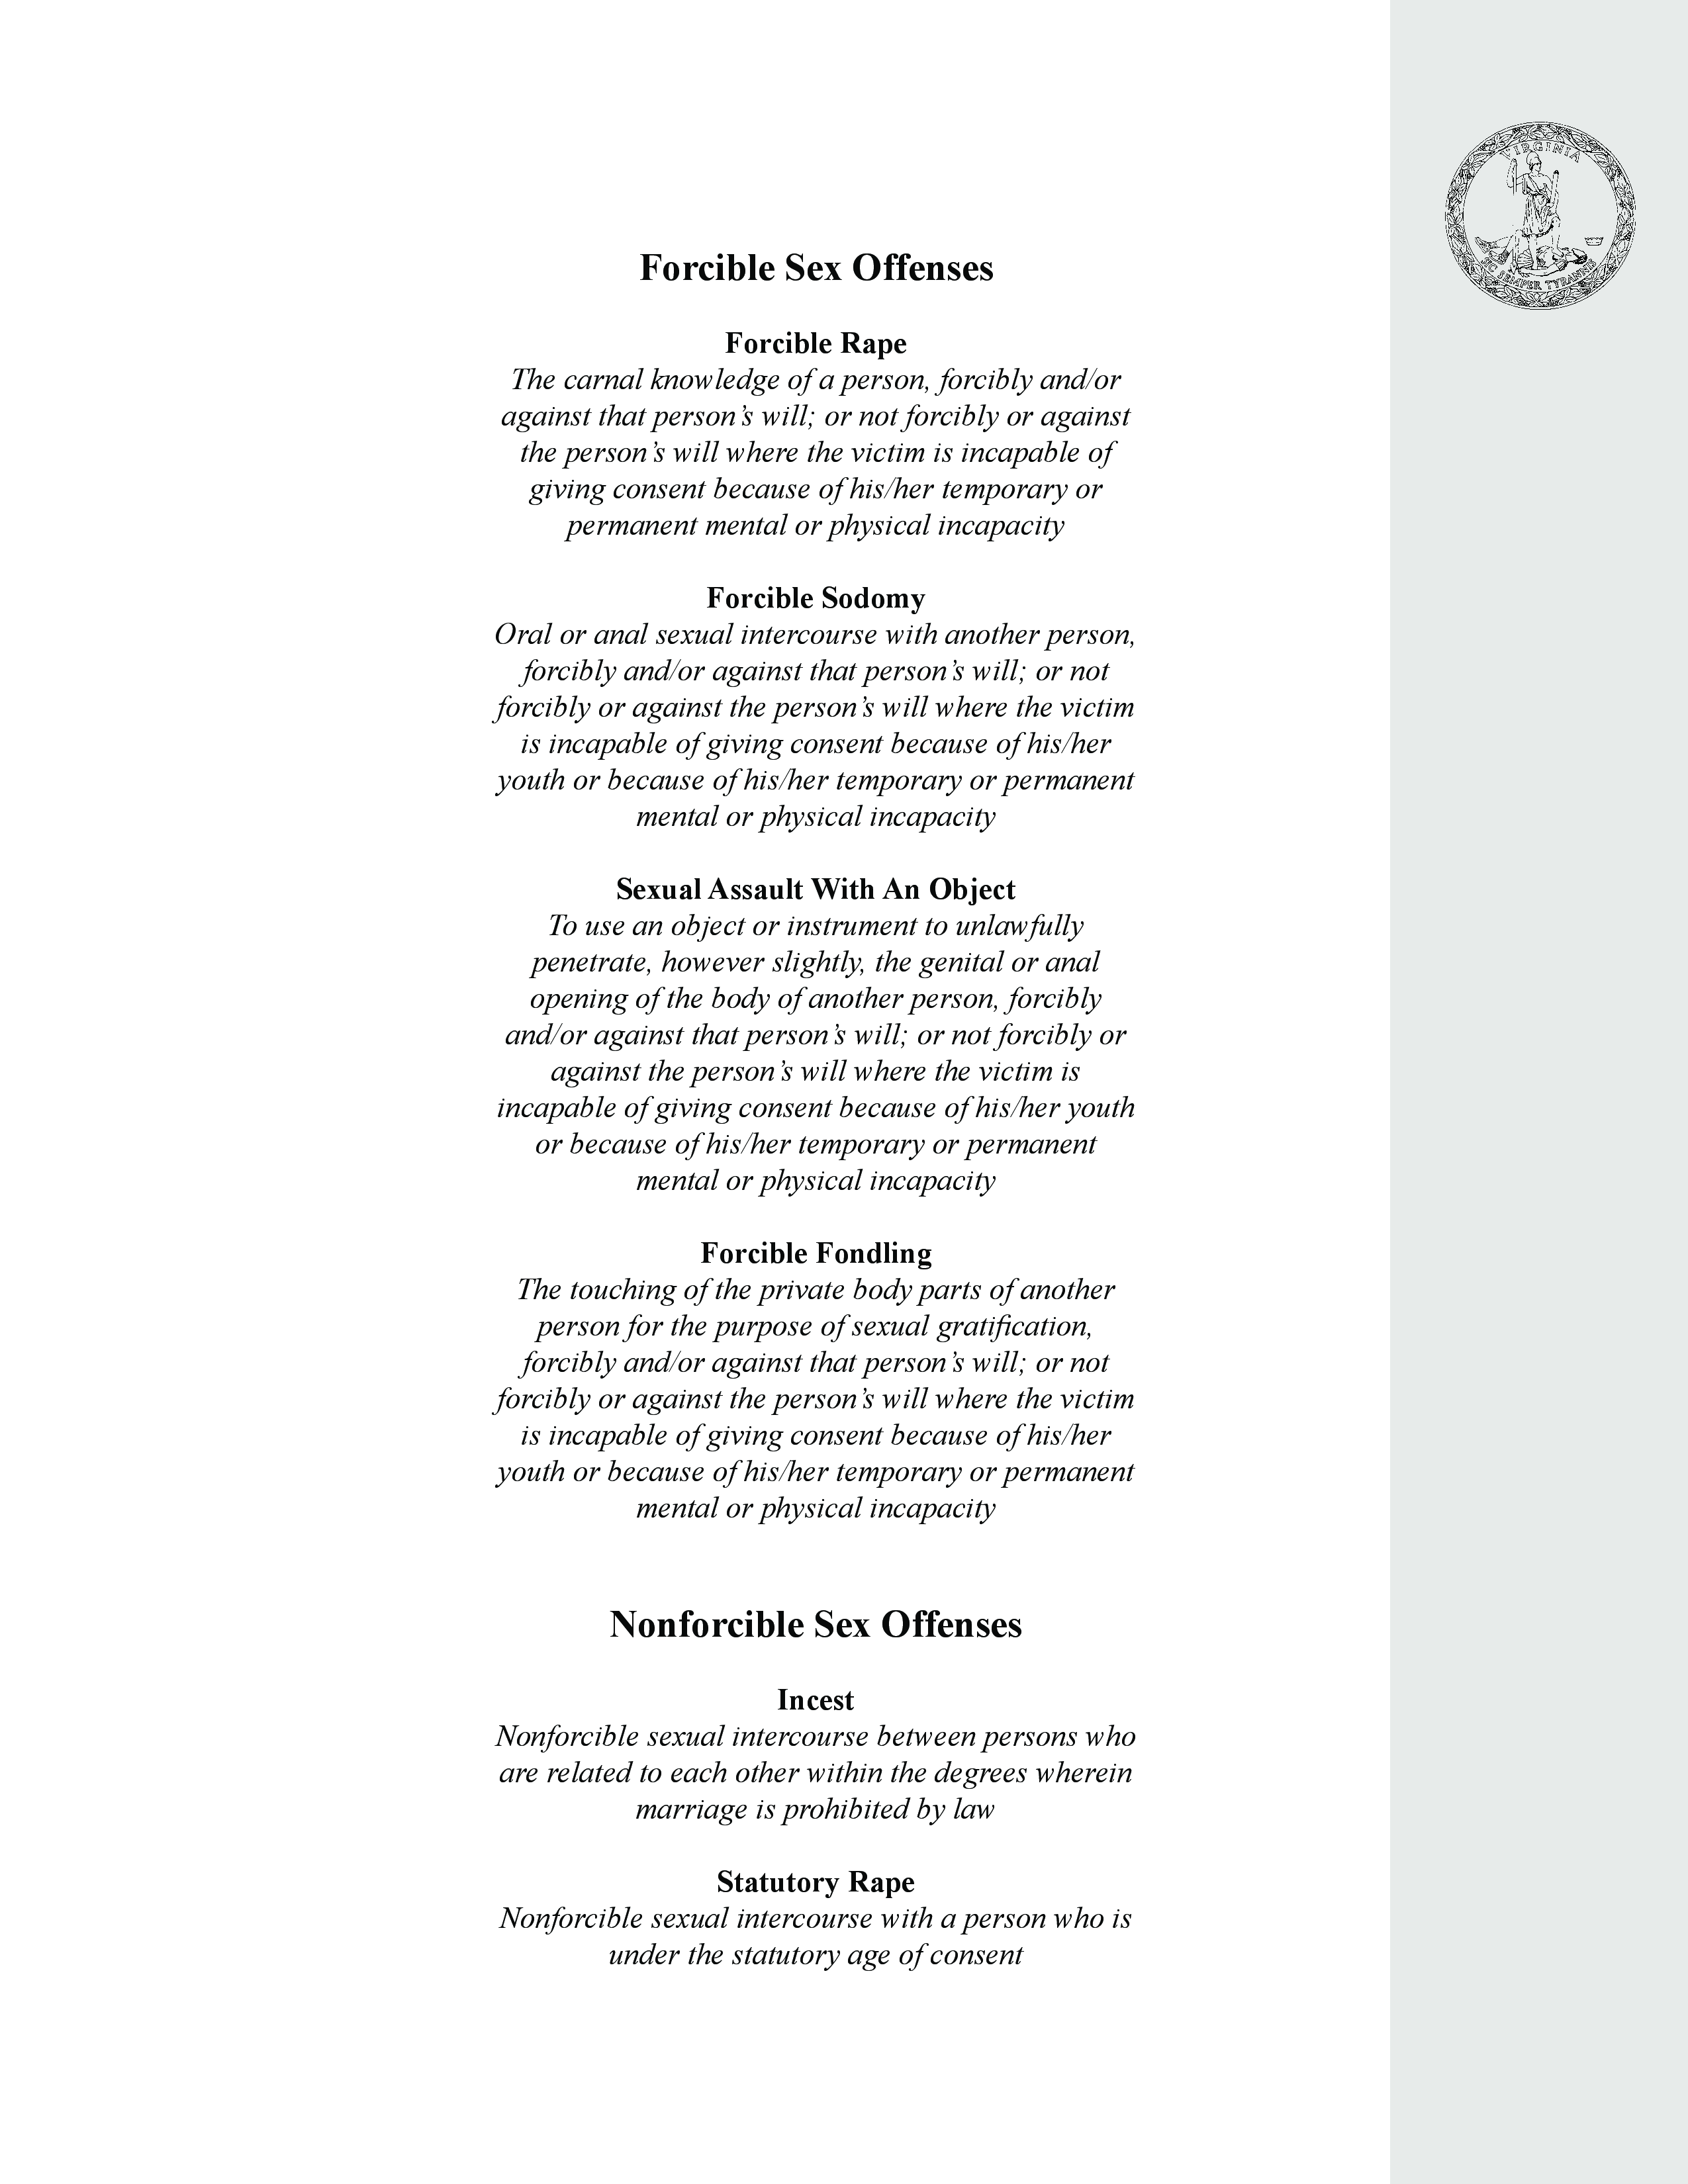 VIRGINIA
SIC SEMPER TYRANNIS
Forcible Sex Offenses
Forcible Rape
The carnal knowledge of a person, forcibly and/or
against that person’s will; or not forcibly or against
the person’s will where the victim is incapable of
giving consent because of his/her temporary or
permanent mental or physical incapacity
Forcible Sodomy
Oral or anal sexual intercourse with another person,
forcibly and/or against that person’s will; or not
forcibly or against the person’s will where the victim
is incapable of giving consent because of his/her
youth or because of his/her temporary or permanent
mental or physical incapacity
Sexual Assault With An Object
To use an object or instrument to unlawfully
penetrate, however slightly, the genital or anal
opening of the body of another person, forcibly
and/or against that person’s will; or not forcibly or
against the person’s will where the victim is
incapable of giving consent because of his/her youth
or because of his/her temporary or permanent
mental or physical incapacity
Forcible Fondling
The touching of the private body parts of another
person for the purpose of sexual gratification,
forcibly and/or against that person’s will; or not
forcibly or against the person’s will where the victim
is incapable of giving consent because of his/her
youth or because of his/her temporary or permanent
mental or physical incapacity
Nonforcible Sex Offenses
Incest
Nonforcible sexual intercourse between persons who
are related to each other within the degrees wherein
marriage is prohibited by law
Statutory Rape
Nonforcible sexual intercourse with a person who is
under the statutory age of consent